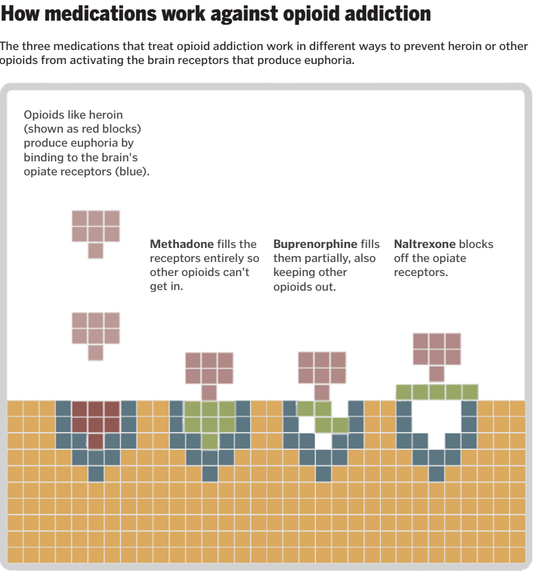 How medications work against opioid addiction
The three medications that treat opioid addiction work in different ways to prevent heroin or other
opioids from activating the brain receptors that produce euphoria.
Opioids like heroin
(shown as red blocks)
produce euphoria by
binding to the brain's
opiate receptors (blue).
Methadone fills the
receptors entirely so
other opioids can't
get in.
Buprenorphine fills
them partially, also
keeping other
opioids out.
Naltrexone blocks
off the opiate
receptors.